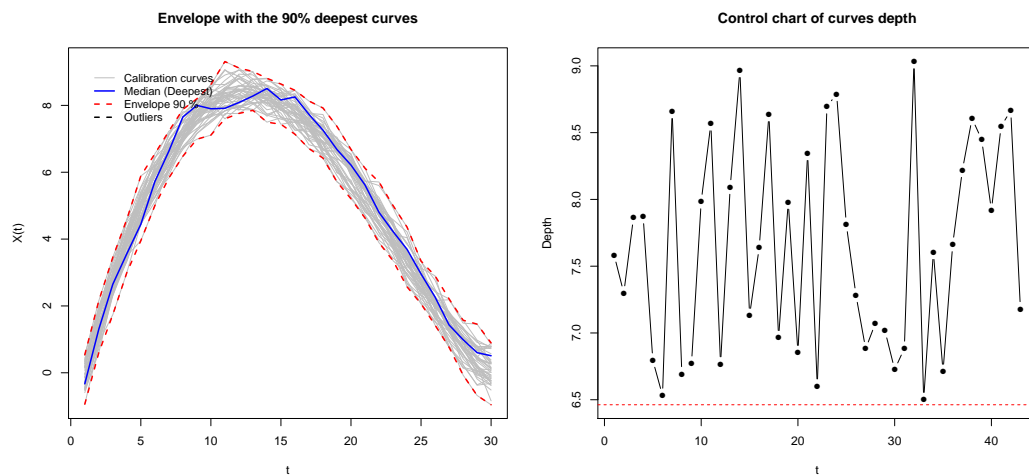 Envelope with the 90% deepest curves
Calibration curves
Median (Deepest)
Envelope 90 %
Outliers
X(t)
0
2
4
6
8
0 5 10 15 20 25 30
t
Control chart of curves depth
Depth
9.0
8.5
8.0
7.5
7.0
6.5
0 10 20 30 40
t